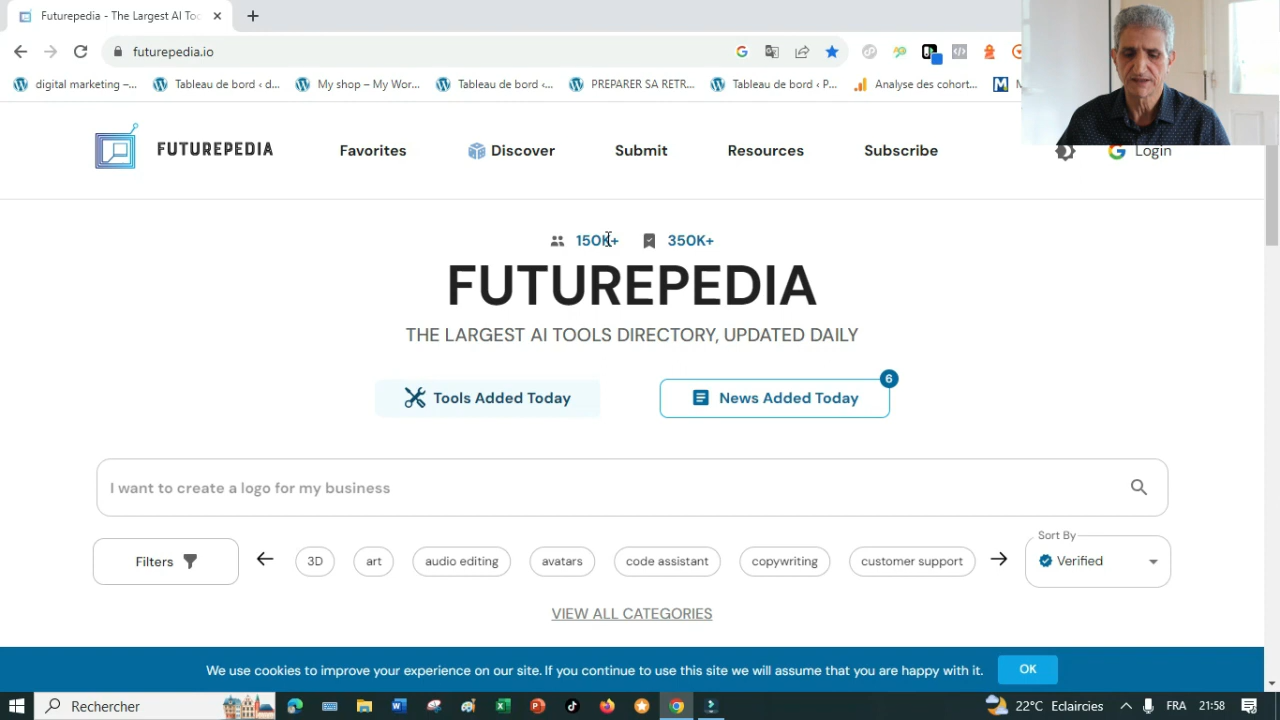 Futurepedia - The Largest AI Too
futurepedia.io
digital marketing –...
Tableau de bord ‹ d...
My shop – My Wor...
Tableau de bord ‹...
PREPARER SA RETR...
Tableau de bord ‹ P...
Analyse des cohort...
FUTUREPEDIA
Favorites
Discover
Submit
Resources
Subscribe
Login
150K+
350K+
FUTUREPEDIA
THE LARGEST AI TOOLS DIRECTORY, UPDATED DAILY
Tools Added Today
News Added Today
6
I want to create a logo for my business
Filters
3D
art
audio editing
avatars
code assistant
copywriting
customer support
Sort By
Verified
VIEW ALL CATEGORIES
We use cookies to improve your experience on our site. If you continue to use this site we will assume that you are happy with it.
OK
Rechercher
22°C Eclaircies
FRA
21:58